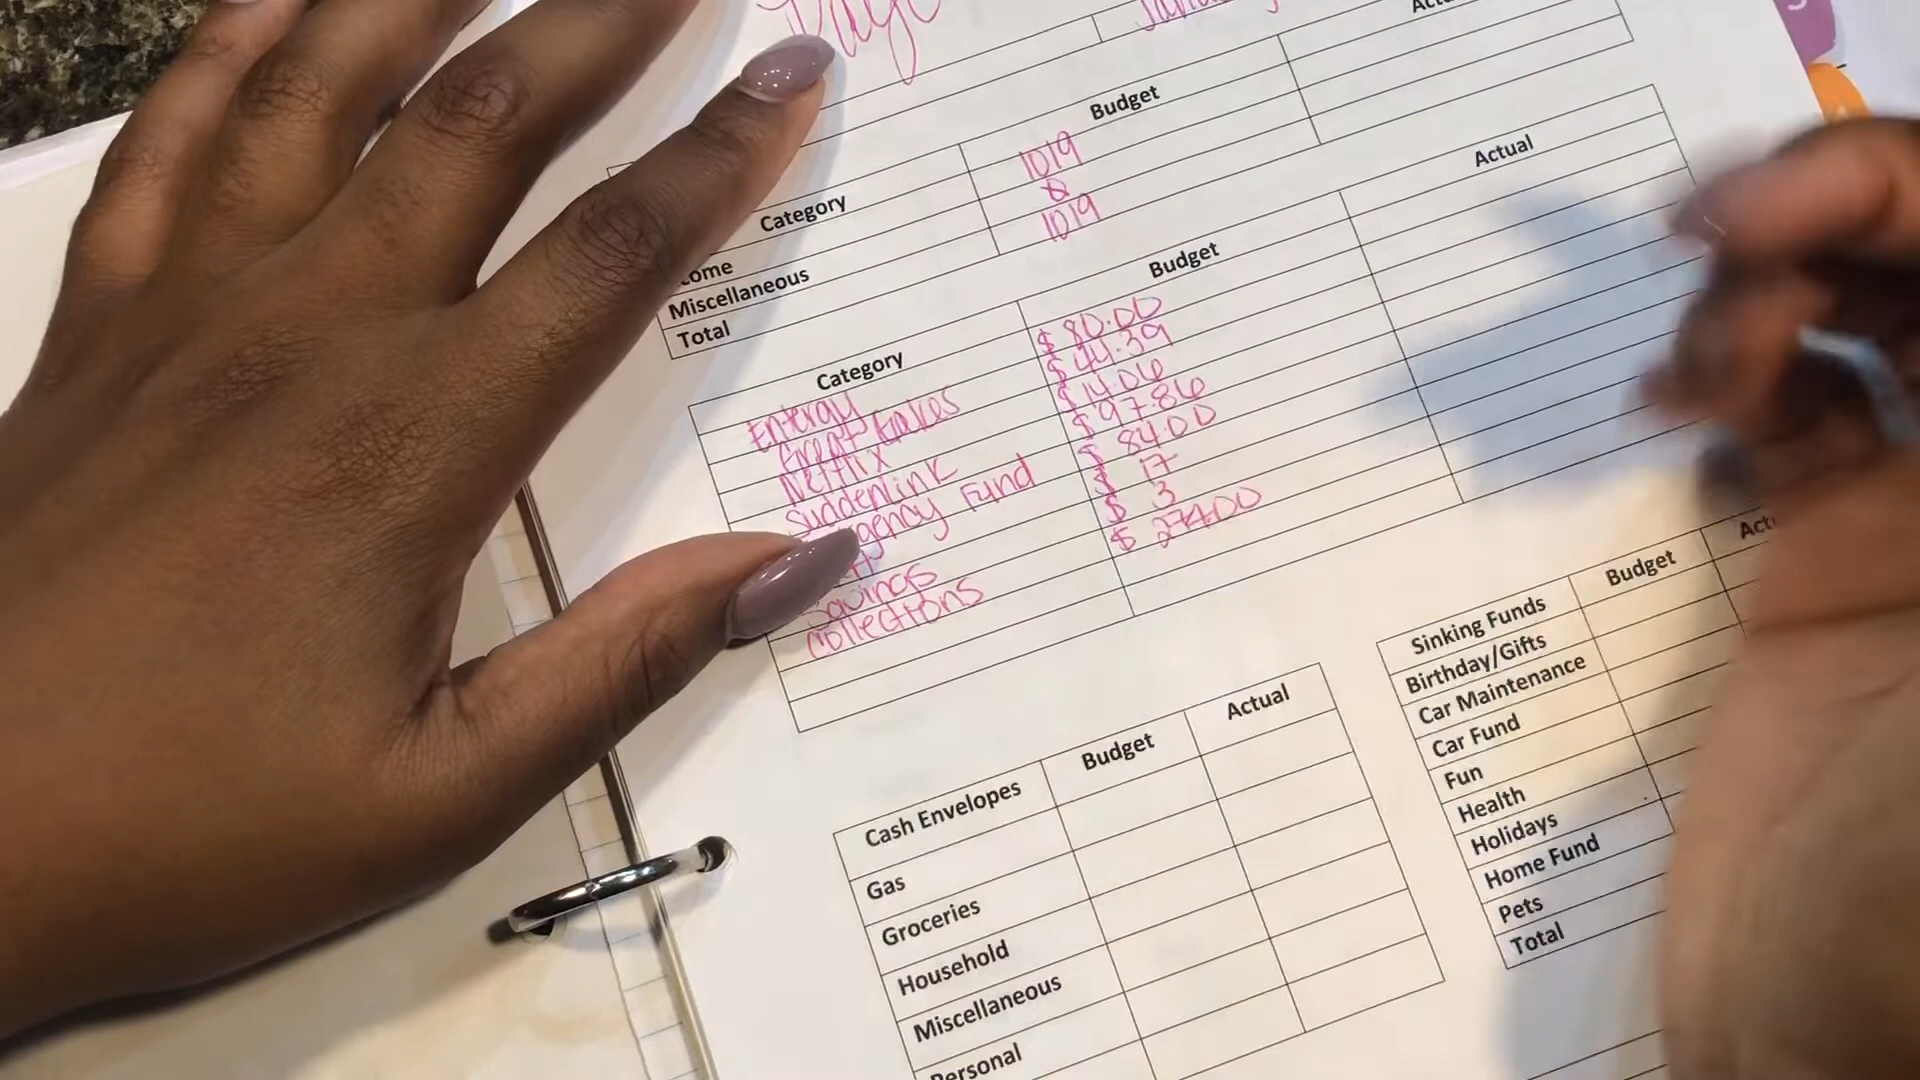 Budget
Category
1019
Miscellaneous
Total 1019
Category Budget Actual
Entergy $ 80.00
Great Lakes $ 44.39
Netflix $ 14.06
Suddenlink $ 97.86
Fund $ 84.00
$ 17
Savings $ 3
Collections $ 274.00
Cash Envelopes Budget Actual
Gas
Groceries
Household
Miscellaneous
Personal
Sinking Funds Budget
Birthday/Gifts
Car Maintenance
Car Fund
Fun
Health
Holidays
Home Fund
Pets
Total